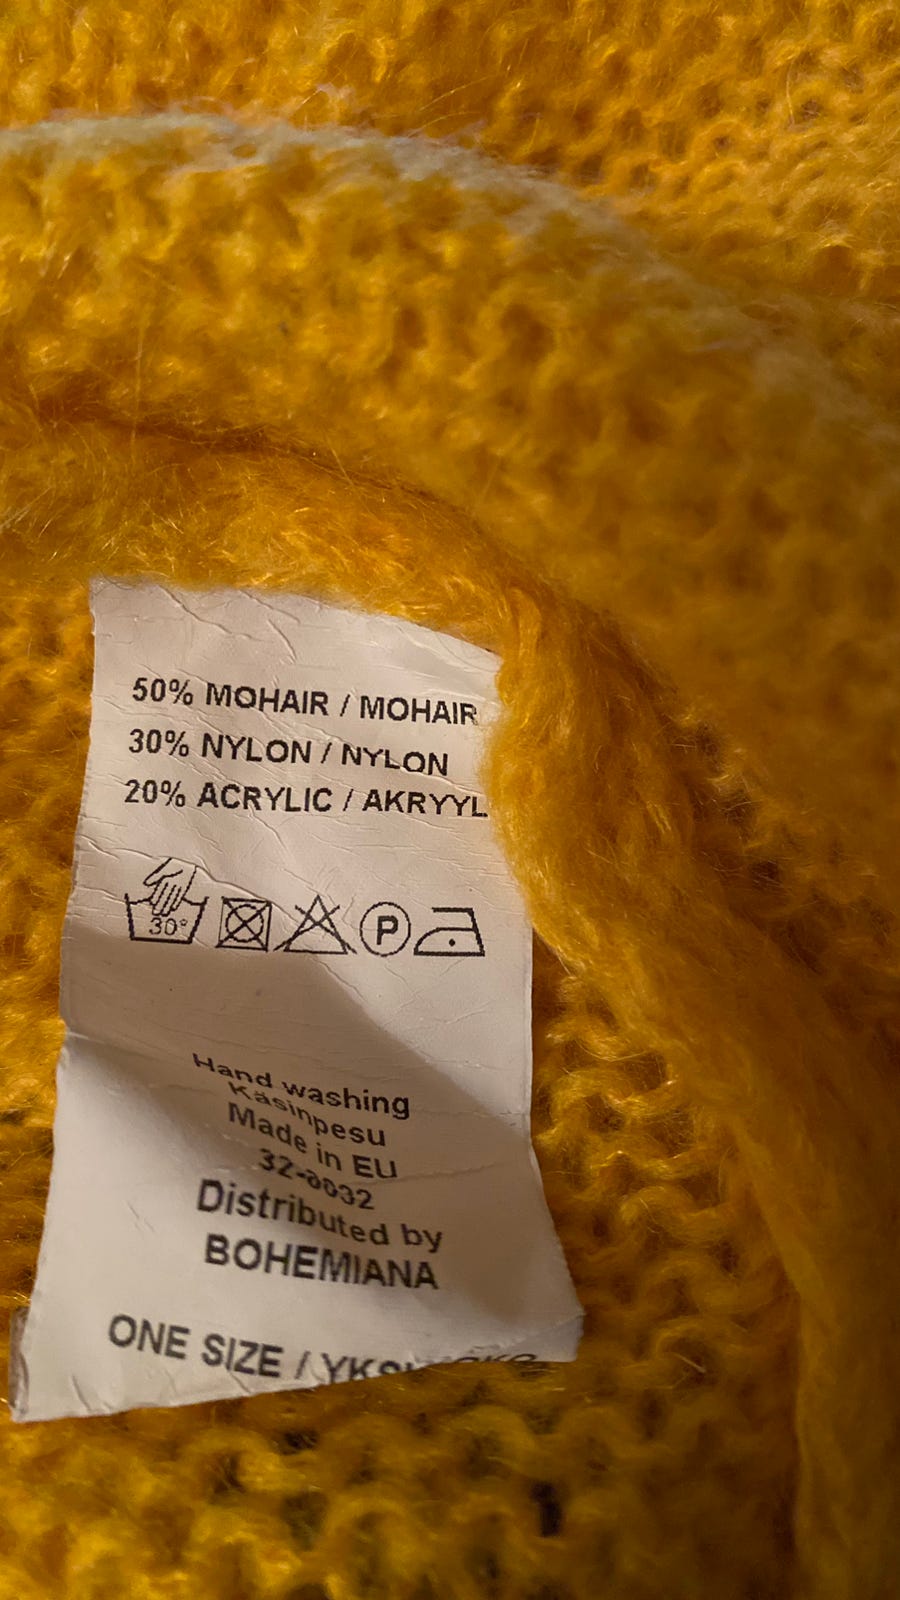 50% MOHAIR / MOHAIR
30% NYLON / NYLON
20% ACRYLIC / AKRYYL
30°
P
Hand washing
Käsinpesu
Made in EU
Distributed by
BOHEMIANA
ONE SIZE /